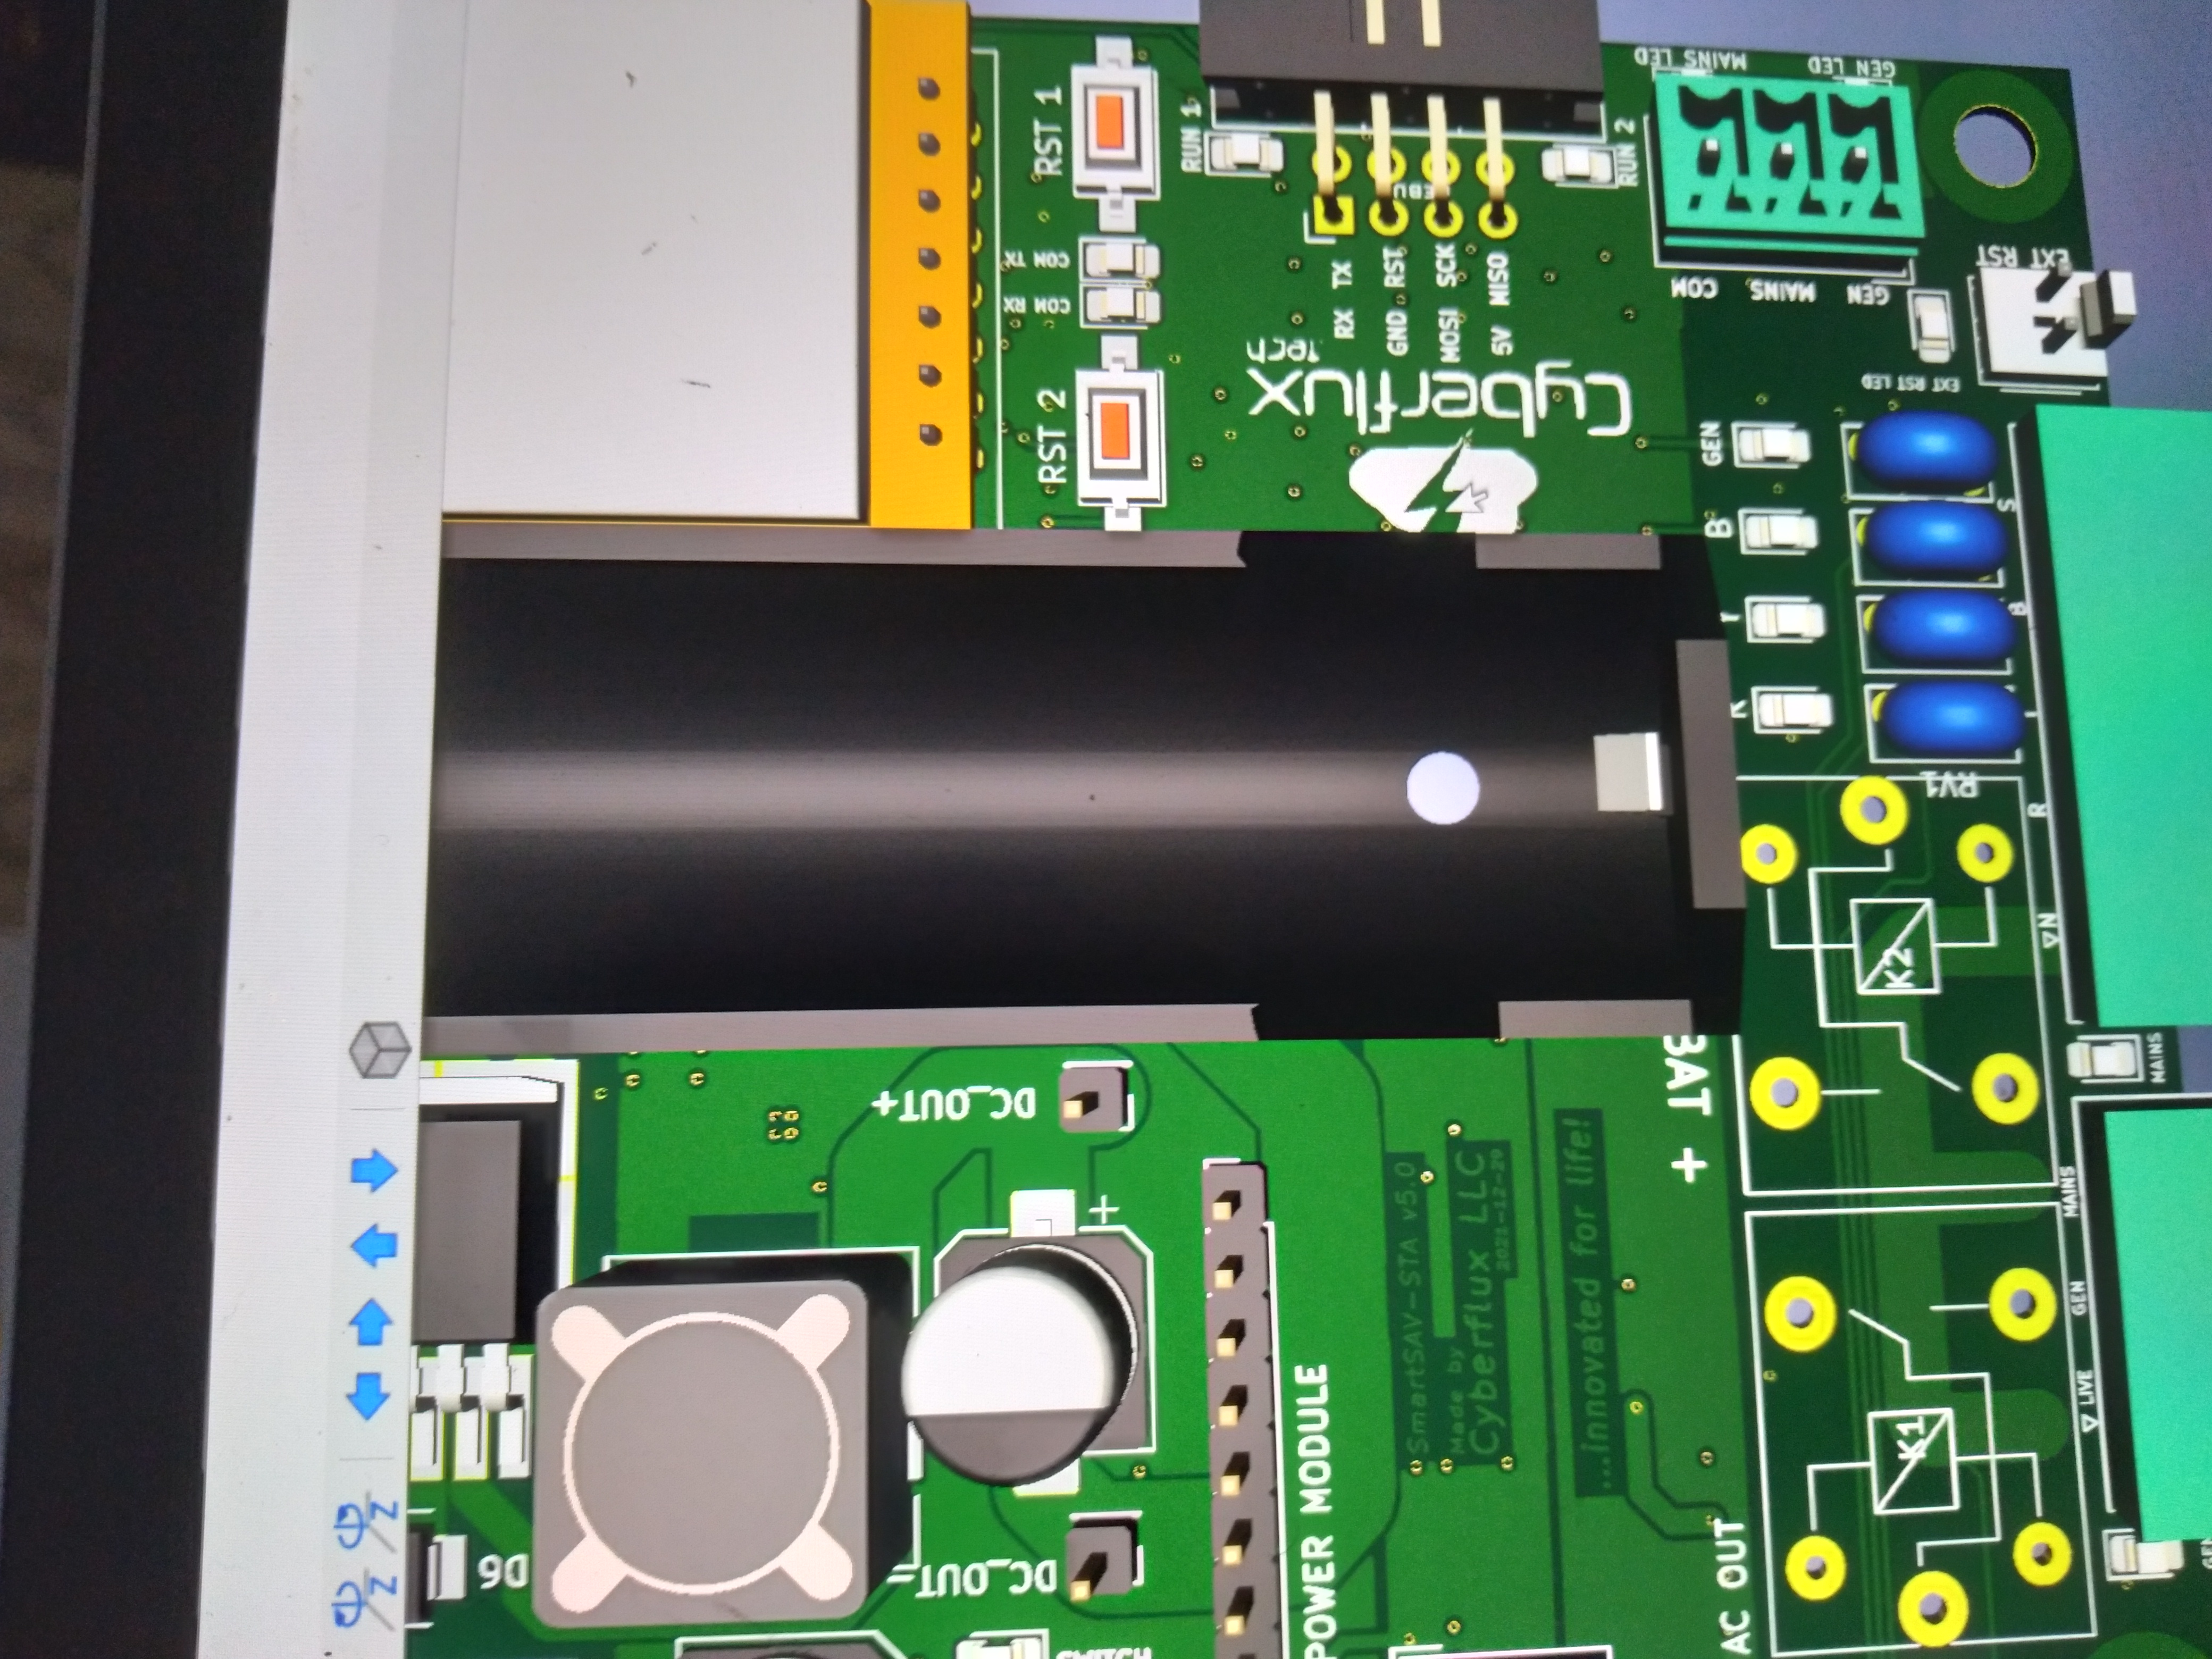 Z Z
D6
DC_OUT-
DC_OUT+
+
RST 2
COM RX
COM TX
RST 1
RUN 1
POWER MODULE
Cyberflux
Tech
RX TX
GND RST
MOSI SCK
5V MISO
RUN 2
SmartSAV-STA v5.0
Made by
Cyberflux LLC
2021-12-29
...innovated for life!
+ BAT
AC OUT
B
GEN
COM
MAINS
GEN
MAINS LED
GEN LED
K1
K2
RV1
EXT RST LED
EXT RST
R
B
S
N
LIVE
GEN
MAINS
MAINS
GEN